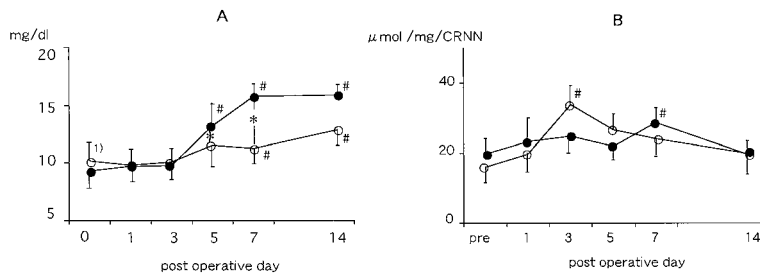 A
mg/dl
20
15
10
5
1)
#
*
#
*
#
#
#
0 1 3 5 7 14
post operative day
B
μmol/mg/CRNN
40
20
0
#
#
pre 1 3 5 7 14
post operative day